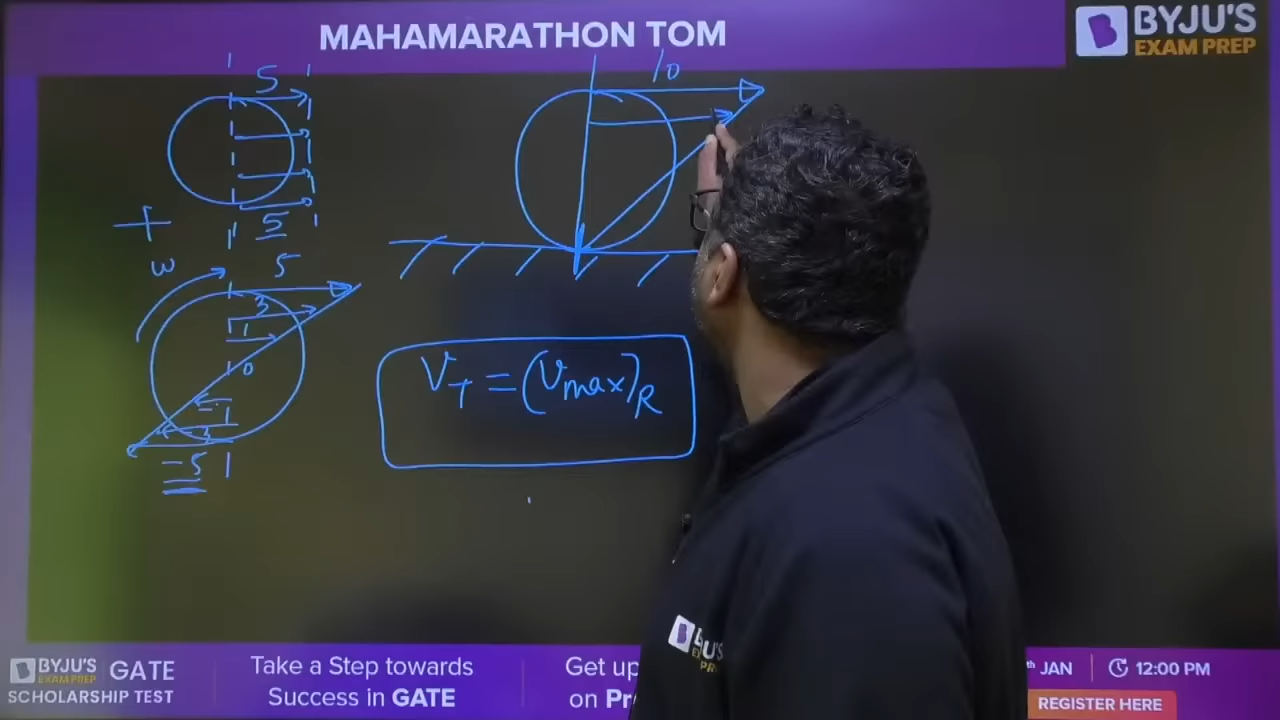 MAHAMARATHON TOM
BYJU'S
EXAM PREP
5
5
+
ω
5
3
1
0
-5
10
V_T = (V_max)_R
BYJU'S
EXAM PREP
SCHOLARSHIP TEST
GATE
Take a Step towards
Success in GATE
Get up
on Pr
JAN
12:00 PM
REGISTER HERE